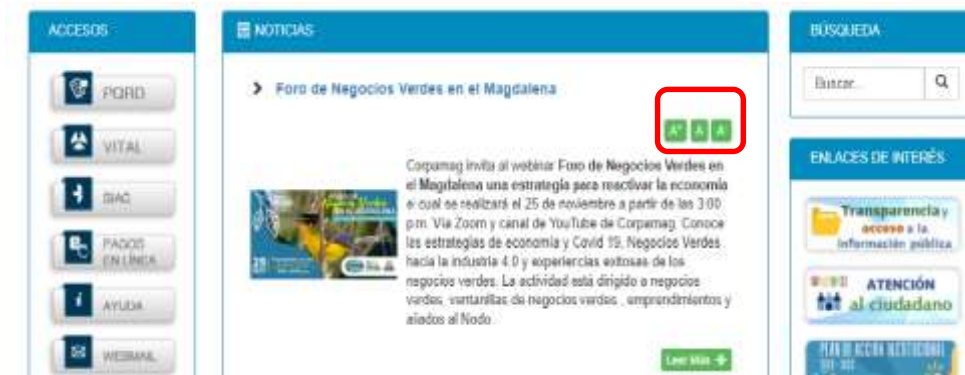 ACCESOS
PQRD
VITAL
SIAC
PAGOS
EN LÍNEA
AYUDA
WEBMAIL
NOTICIAS
Foro de Negocios Verdes en el Magdalena
A+ A A-
Corpamag invita al webinar Foro de Negocios Verdes en
el Magdalena una estrategia para reactivar la economía
el cual se realizará el 25 de noviembre a partir de las 3:00
p.m. Vía Zoom y canal de YouTube de Corpamag. Conoce
las estrategias de economía y Covid 19, Negocios Verdes
hacia la industria 4.0 y experiencias exitosas de los
negocios verdes. La actividad está dirigido a negocios
verdes, ventanillas de negocios verdes , emprendimientos y
aliados al Nodo
Leer Más
BÚSQUEDA
Buscar...
ENLACES DE INTERÉS
Transparencia y
acceso a la
información pública
ATENCIÓN
al ciudadano
PLAN DE ACCIÓN INSTITUCIONAL